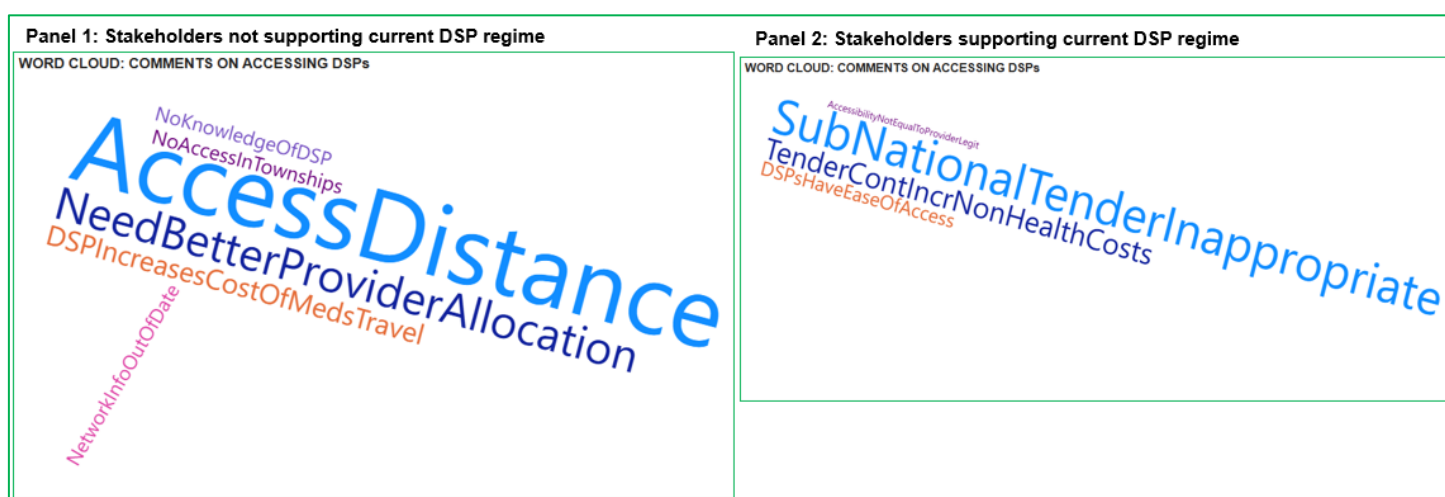 Panel 1: Stakeholders not supporting current DSP regime
WORD CLOUD: COMMENTS ON ACCESSING DSPs
NoKnowledgeOfDSP
NoAccessInTownships
AccessDistance
NeedBetterProviderAllocation
DSPIncreasesCostOfMedsTravel
NetworkInfoOutOfDate
Panel 2: Stakeholders supporting current DSP regime
WORD CLOUD: COMMENTS ON ACCESSING DSPs
AccessibilityNotEqualToProviderLegit
SubNationalTenderInappropriate
TenderContIncrNonHealthCosts
DSPsHaveEaseOfAccess